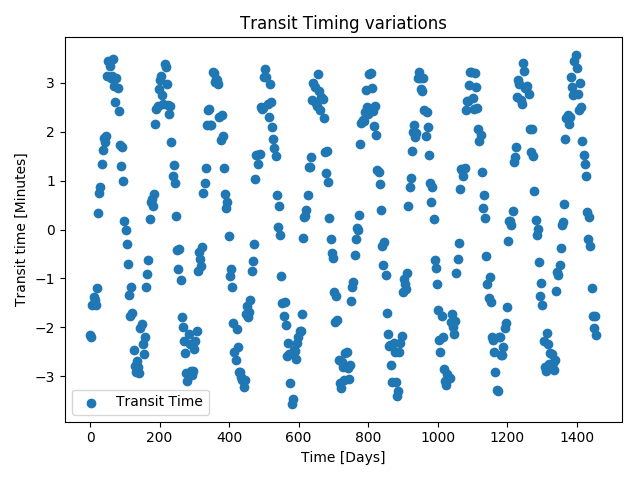 Transit Timing variations
Transit time [Minutes]
3
2
1
0
−1
−2
−3
Transit Time
0 200 400 600 800 1000 1200 1400
Time [Days]